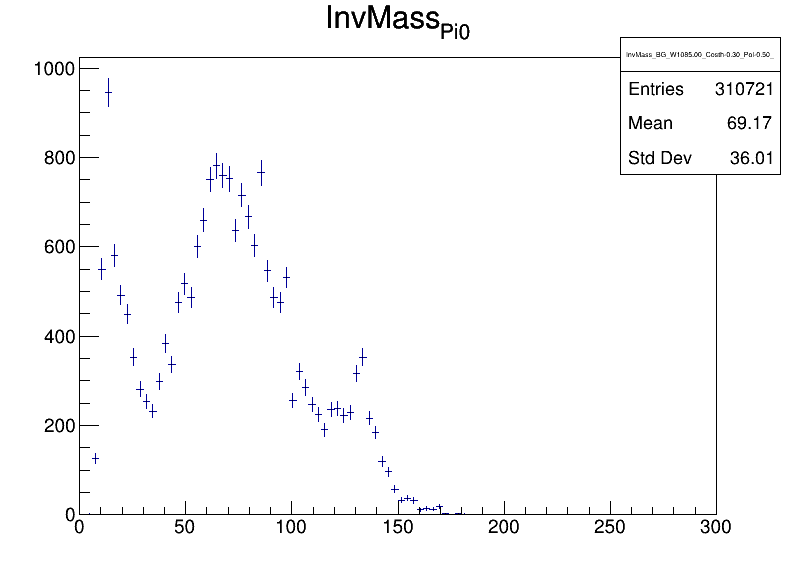 InvMass_Pi0
InvMass_BG_W1085.00_Costh-0.30_Pol-0.50_
Entries 310721
Mean 69.17
Std Dev 36.01
1000
800
600
400
200
0
0 50 100 150 200 250 300